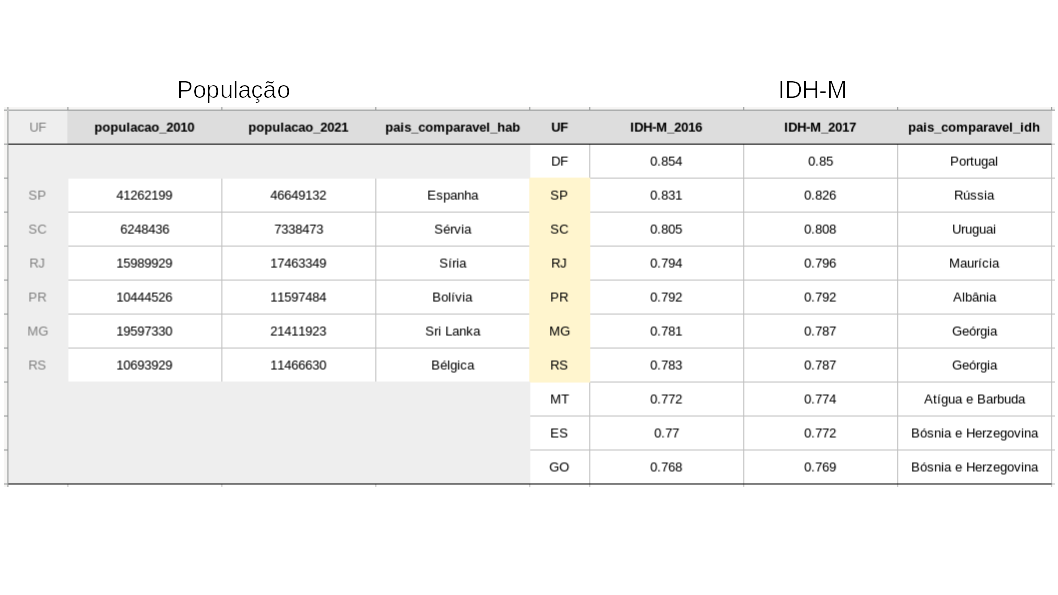 População IDH-M
UF populacao_2010 populacao_2021 pais_comparavel_hab UF IDH-M_2016 IDH-M_2017 pais_comparavel_idh
DF 0.854 0.85 Portugal
SP 41262199 46649132 Espanha SP 0.831 0.826 Rússia
SC 6248436 7338473 Sérvia SC 0.805 0.808 Uruguai
RJ 15989929 17463349 Síria RJ 0.794 0.796 Maurícia
PR 10444526 11597484 Bolívia PR 0.792 0.792 Albânia
MG 19597330 21411923 Sri Lanka MG 0.781 0.787 Geórgia
RS 10693929 11466630 Bélgica RS 0.783 0.787 Geórgia
MT 0.772 0.774 Atígua e Barbuda
ES 0.77 0.772 Bósnia e Herzegovina
GO 0.768 0.769 Bósnia e Herzegovina